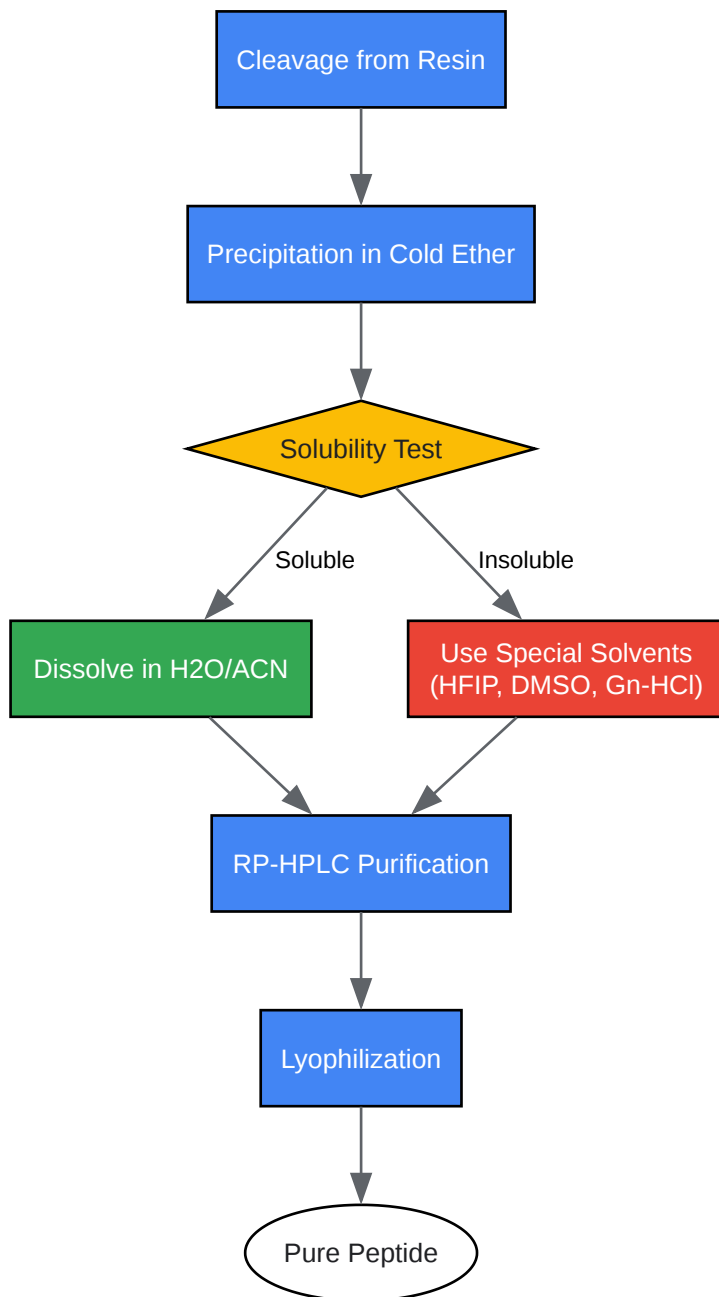 Cleavage from Resin
Precipitation in Cold Ether
Solubility Test
Soluble
Insoluble
Dissolve in H2O/ACN
Use Special Solvents
(HFIP, DMSO, Gn-HCl)
RP-HPLC Purification
Lyophilization
Pure Peptide